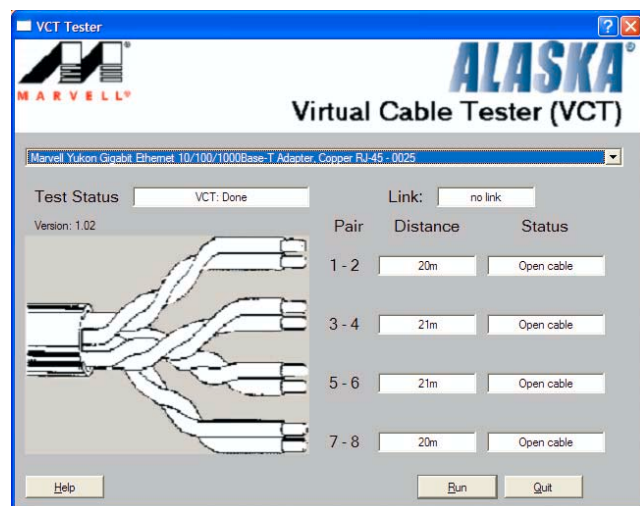 VCT Tester
MARVELL®
ALASKA®
Virtual Cable Tester (VCT)
Marvell Yukon Gigabit Ethernet 10/100/1000Base-T Adapter, Copper RJ-45 - 0025
Test Status VCT: Done Link: no link
Version: 1.02
Pair Distance Status
1 - 2 20m Open cable
3 - 4 21m Open cable
5 - 6 21m Open cable
7 - 8 20m Open cable
Help Run Quit